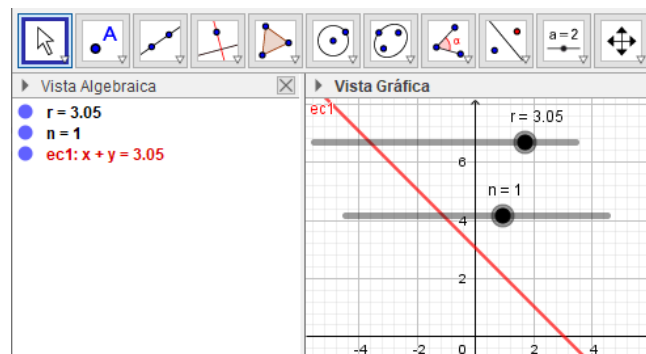 A
α
a = 2
Vista Algebraica
Vista Gráfica
r = 3.05
n = 1
ec1: x + y = 3.05
ec1
r = 3.05
6
n = 1
4
2
-4
-2
0
2
4